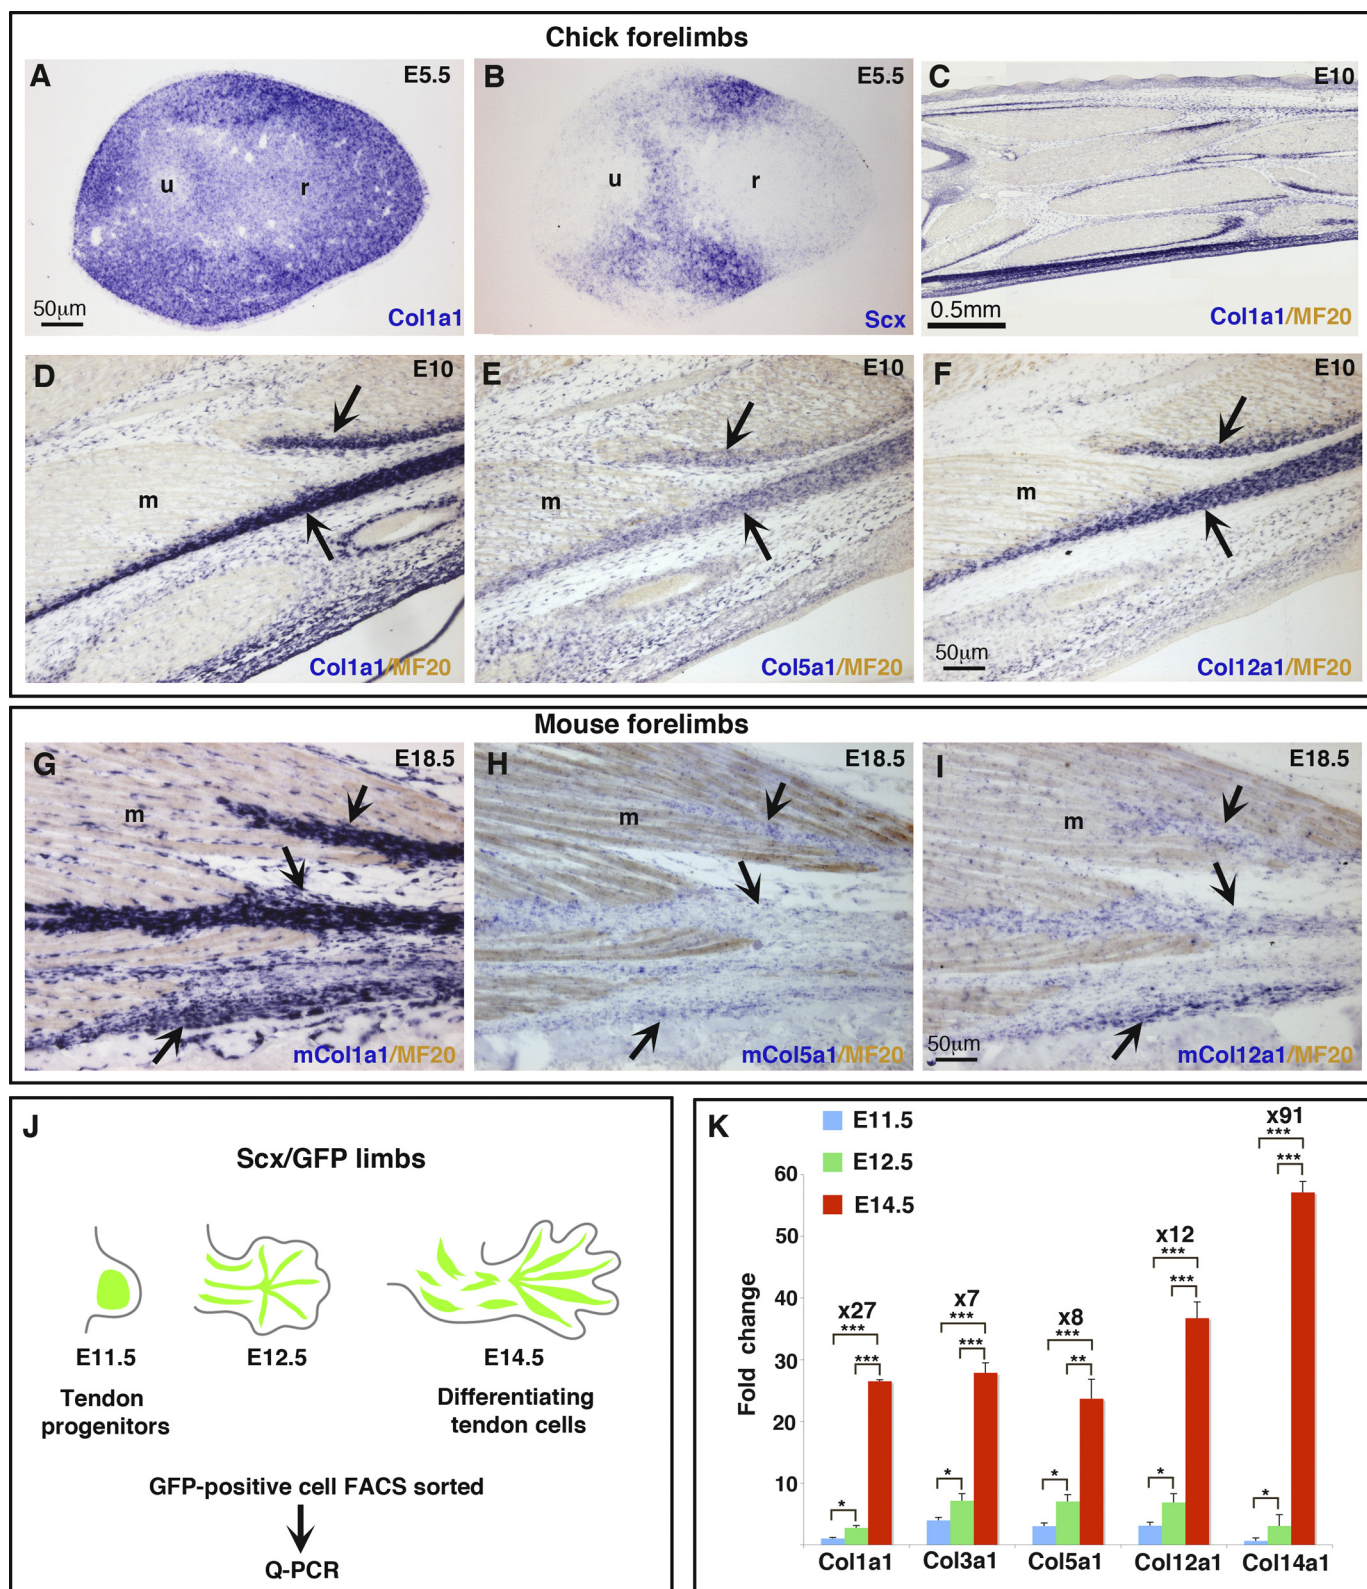 Chick forelimbs
A
E5.5
u
r
50µm
Col1a1
B
E5.5
u
r
Scx
C
E10
0.5mm
Col1a1/MF20
D
E10
m
Col1a1/MF20
E
E10
m
Col5a1/MF20
F
E10
m
50µm
Col12a1/MF20
Mouse forelimbs
G
E18.5
m
mCol1a1/MF20
H
E18.5
m
mCol5a1/MF20
I
E18.5
m
50µm
mCol12a1/MF20
J
Scx/GFP limbs
E11.5
E12.5
E14.5
Tendon
progenitors
Differentiating
tendon cells
GFP-positive cell FACS sorted
Q-PCR
K
E11.5
E12.5
E14.5
Fold change
60
50
40
30
20
10
x27
***
***
*
x7
***
***
*
x8
***
**
*
x12
***
***
*
x91
***
***
*
Col1a1
Col3a1
Col5a1
Col12a1
Col14a1